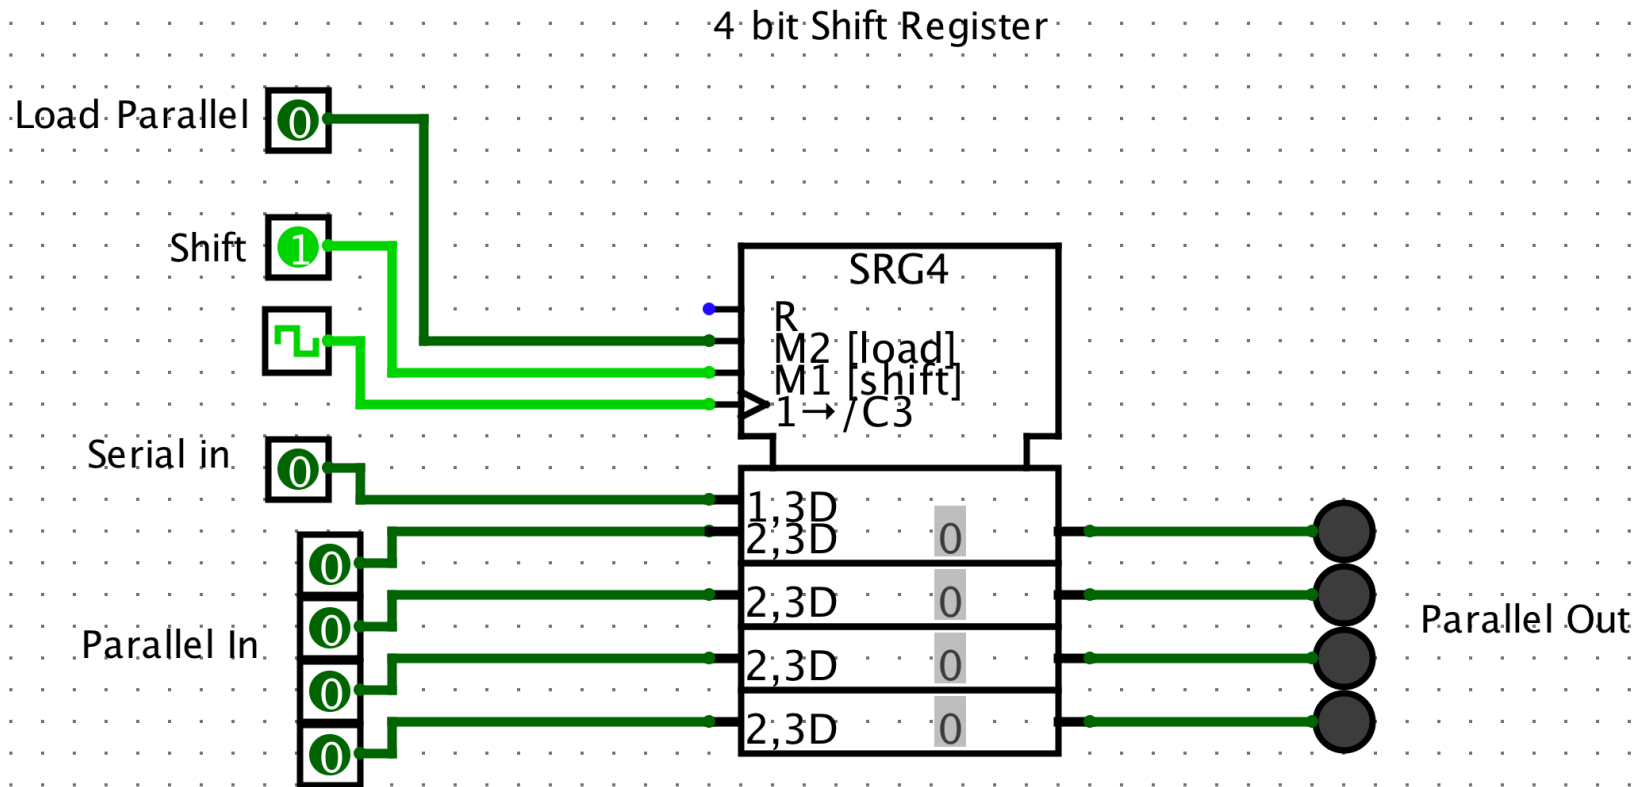 4 bit Shift Register
Load Parallel
0
Shift
1
SRG4
R
M2 [load]
M1 [shift]
1→/C3
Serial in
0
1,3D
2,3D 0
2,3D 0
2,3D 0
2,3D 0
Parallel In
0
0
0
0
Parallel Out